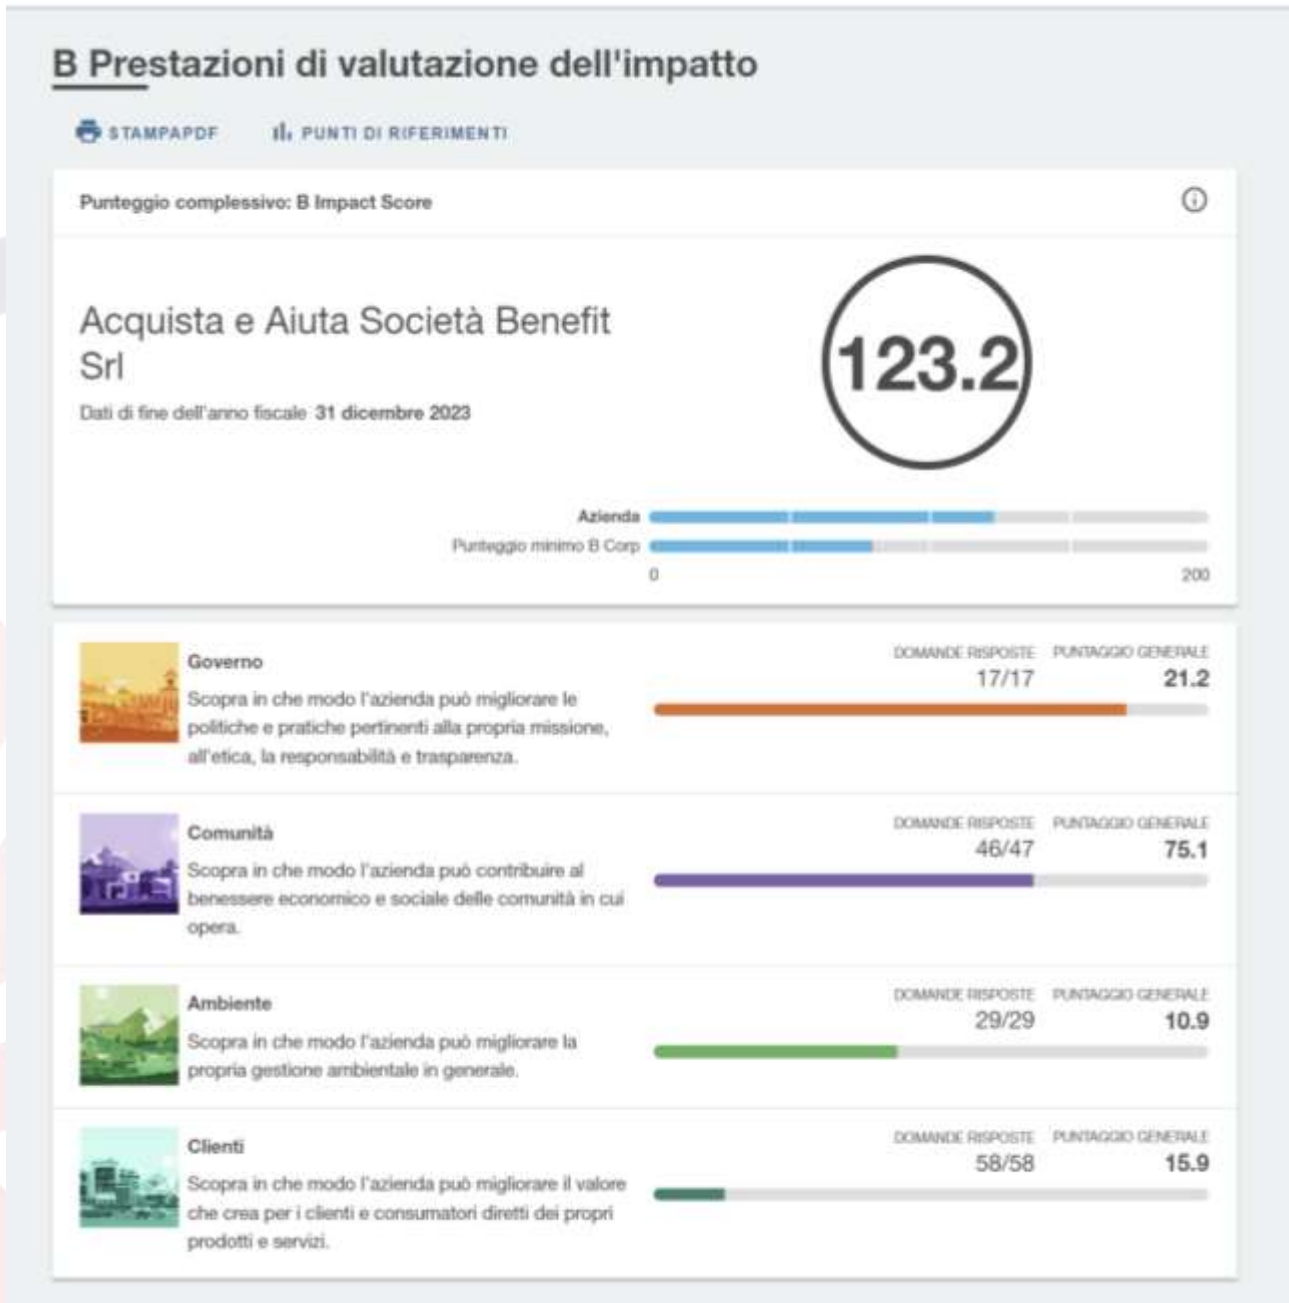 B Prestazioni di valutazione dell'impatto
STAMPAPDF PUNTI DI RIFERIMENTI
Punteggio complessivo: B Impact Score
Acquista e Aiuta Società Benefit
Srl
Dati di fine dell'anno fiscale 31 dicembre 2023
123.2
Azienda
Punteggio minimo B Corp
0 200
Governo
Scopra in che modo l'azienda può migliorare le
politiche e pratiche pertinenti alla propria missione,
all'etica, la responsabilità e trasparenza.
DOMANDE RISPOSTE PUNTAGGIO GENERALE
17/17 21.2
Comunità
Scopra in che modo l'azienda può contribuire al
benessere economico e sociale delle comunità in cui
opera.
DOMANDE RISPOSTE PUNTAGGIO GENERALE
46/47 75.1
Ambiente
Scopra in che modo l'azienda può migliorare la
propria gestione ambientale in generale.
DOMANDE RISPOSTE PUNTAGGIO GENERALE
29/29 10.9
Clienti
Scopra in che modo l'azienda può migliorare il valore
che crea per i clienti e consumatori diretti dei propri
prodotti e servizi.
DOMANDE RISPOSTE PUNTAGGIO GENERALE
58/58 15.9